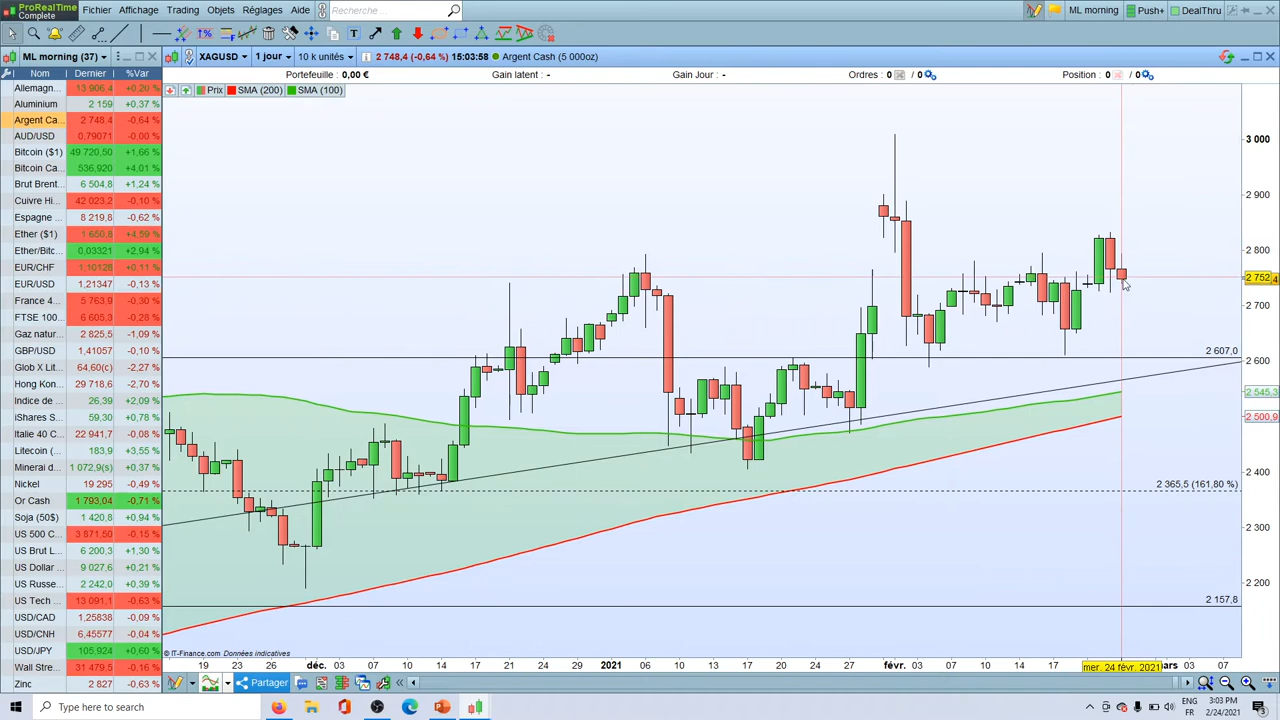 ProRealTime
Complete
Fichier Affichage Trading Objets Réglages Aide
Recherche ...
ML morning Push+ DealThru
ML morning (37)
XAGUSD 1 jour 10 k unités 2 748,4 (-0,64 %) 15:03:58 Argent Cash (5 000oz)
Portefeuille : 0,00 € Gain latent : - Gain Jour : - Ordres : 0 / 0 Position : 0 / 0
Nom Dernier %Var
Prix SMA (200) SMA (100)
Allemagn... 13 906,4 +0,20 %
Aluminium 2 159 +0,37 %
Argent Ca... 2 748,4 -0,64 %
AUD/USD 0,79071 -0,00 %
Bitcoin ($1) 49 720,50 +1,66 %
Bitcoin Ca... 536,920 +4,01 %
Brut Brent... 6 504,8 +1,24 %
Cuivre Hi... 42 023,2 -0,10 %
Espagne ... 8 219,8 -0,62 %
Ether ($1) 1 650,8 +4,59 %
Ether/Bitc... 0,03321 +2,94 %
EUR/CHF 1,10128 +0,11 %
EUR/USD 1,21347 -0,13 %
France 4... 5 763,9 -0,30 %
FTSE 100... 6 605,6 -0,28 %
Gaz natur... 2 825,5 -1,09 %
GBP/USD 1,41057 -0,10 %
Glob X Lit... 64,60(c) -2,27 %
Hong Kon... 29 718,6 -2,70 %
Indice de ... 26,39 +2,09 %
iShares S... 59,30 +0,78 %
Italie 40 C... 22 941,7 -0,08 %
Litecoin (... 183,9 +3,55 %
Minerai d... 1 072,9(s) +0,37 %
Nickel 19 295 -0,49 %
Or Cash 1 793,04 -0,71 %
Soja (50$) 1 420,8 +0,94 %
US 500 C... 3 871,50 -0,15 %
US Brut L... 6 200,3 +1,30 %
US Dollar ... 9 027,6 +0,21 %
US Russe... 2 242,0 +0,39 %
US Tech ... 13 091,1 -0,63 %
USD/CAD 1,25838 -0,09 %
USD/CNH 6,45577 -0,04 %
USD/JPY 105,924 +0,60 %
Wall Stre... 31 479,5 -0,16 %
Zinc 2 827 -0,63 %
3 000
2 900
2 800
2 752,4
2 700
2 607,0
2 600
2 545,3
2 500,9
2 400
2 365,5 (161,80 %)
2 300
2 200
2 157,8
© IT-Finance.com Données indicatives
19 23 26 déc. 03 07 10 14 17 21 24 29 2021 06 10 13 17 20 24 27 févr. 03 07 10 14 17 mer. 24 févr. 2021 mars 03 07
Partager
Type here to search
ENG
FR
3:03 PM
2/24/2021